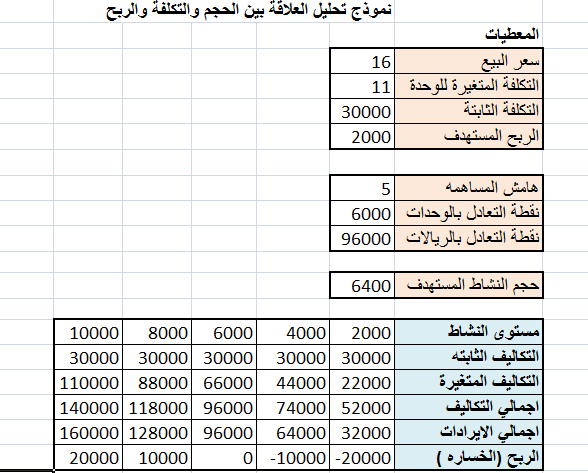 نموذج تحليل العلاقة بين الحجم والتكلفة والربح
المعطيات
سعر البيع 16
التكلفة المتغيرة للوحدة 11
التكلفة الثابتة 30000
الربح المستهدف 2000
هامش المساهمه 5
نقطة التعادل بالوحدات 6000
نقطة التعادل بالريالات 96000
حجم النشاط المستهدف 6400
مستوى النشاط 2000 4000 6000 8000 10000
التكاليف الثابته 30000 30000 30000 30000 30000
التكاليف المتغيرة 22000 44000 66000 88000 110000
اجمالي التكاليف 52000 74000 96000 118000 140000
اجمالي الايرادات 32000 64000 96000 128000 160000
الربح (الخساره ) -20000 -10000 0 10000 20000